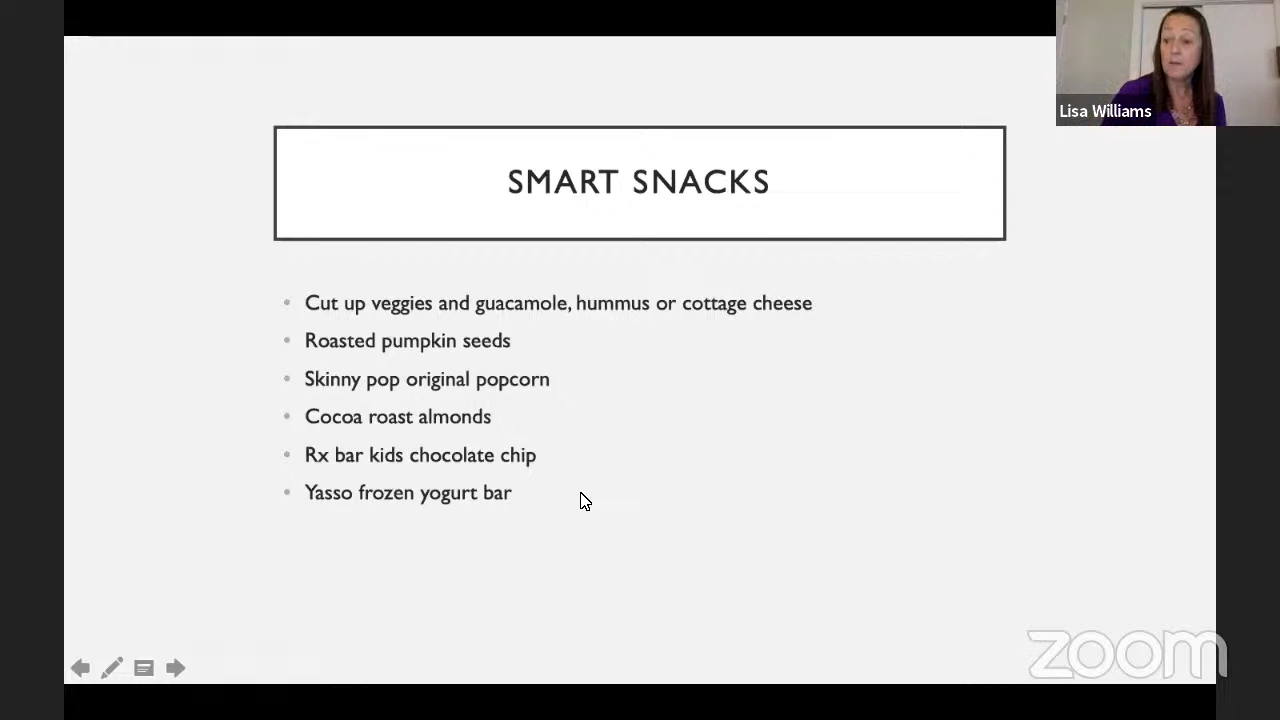 Lisa Williams
SMART SNACKS
• Cut up veggies and guacamole, hummus or cottage cheese
• Roasted pumpkin seeds
• Skinny pop original popcorn
• Cocoa roast almonds
• Rx bar kids chocolate chip
• Yasso frozen yogurt bar
zoom